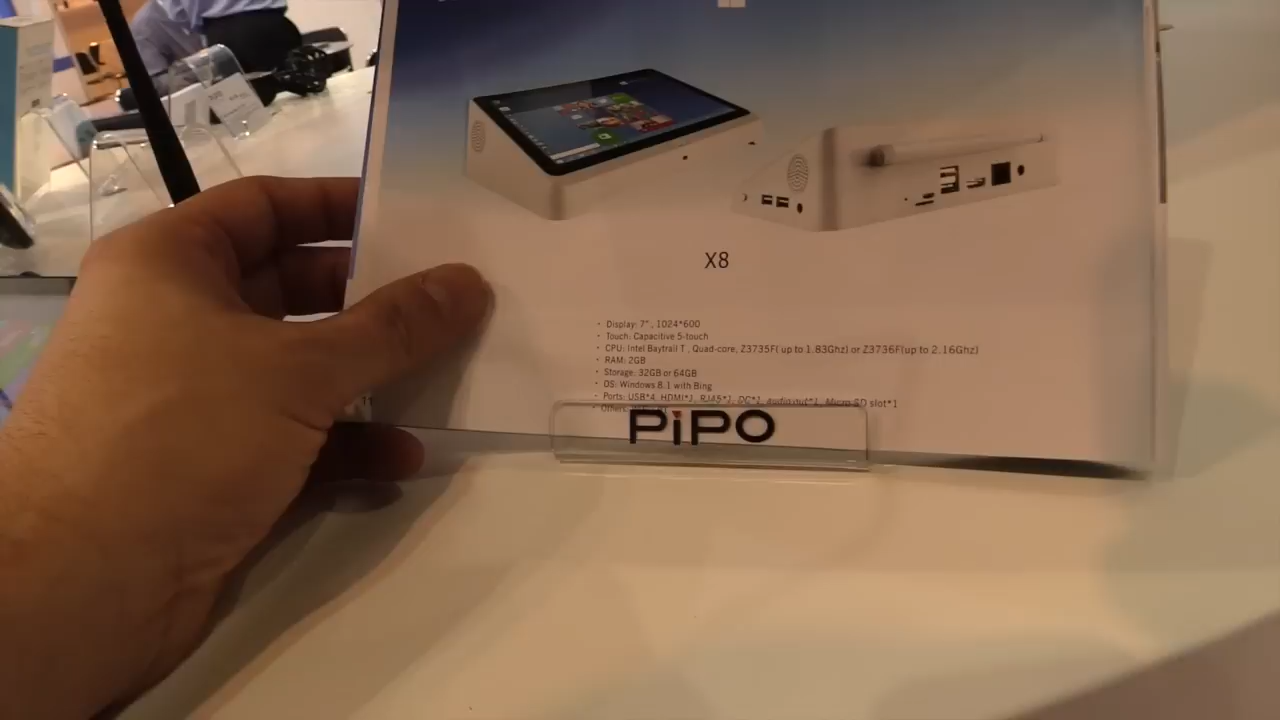 X8
• Display: 7", 1024*600
• Touch: Capacitive 5-touch
• CPU: Intel Baytrail T , Quad-core, Z3735F( up to 1.83Ghz) or Z3736F(up to 2.16Ghz)
• RAM: 2GB
• Storage: 32GB or 64GB
• OS: Windows 8.1 with Bing
• Ports: USB*4, HDMI*1, RJ45*1, DC*1, audio out*1, Micro SD slot*1
• Others:
11
PiPO